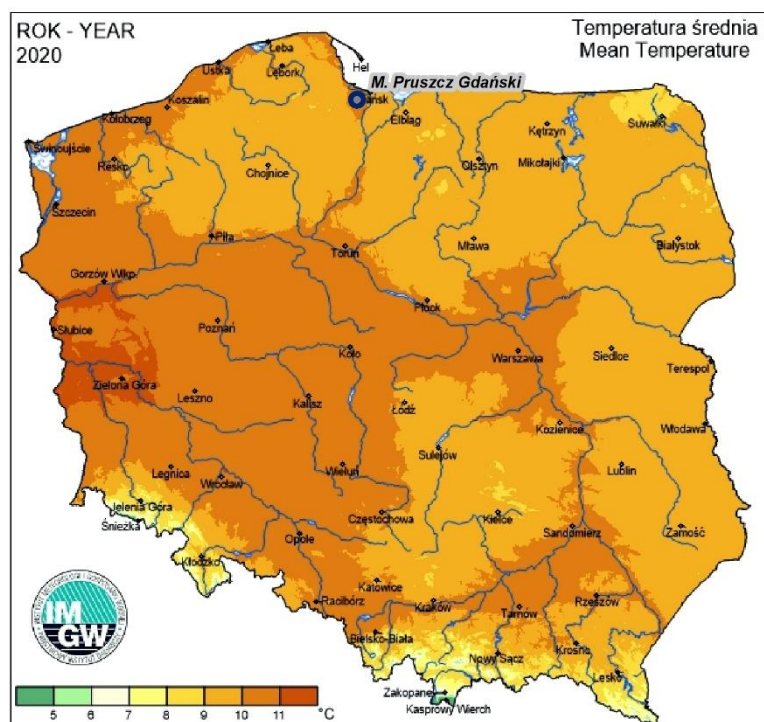 ROK - YEAR
2020
Temperatura średnia
Mean Temperature
Łeba
Hel
Ustka
Lębork
M. Pruszcz Gdański
Koszalin
Kołobrzeg
Elbląg
Kętrzyn
Suwałki
Świnoujście
Resko
Chojnice
Olsztyn
Mikołajki
Szczecin
Piła
Toruń
Mława
Białystok
Gorzów Wlkp.
Płock
Słubice
Poznań
Koło
Warszawa
Siedlce
Terespol
Zielona Góra
Leszno
Kalisz
Łódź
Kozienice
Włodawa
Sulejów
Legnica
Wrocław
Wieluń
Lublin
Jelenia Góra
Śnieżka
Częstochowa
Kielce
Sandomierz
Zamość
Opole
Kłodzko
Katowice
Racibórz
Kraków
Tarnów
Rzeszów
Bielsko-Biała
Nowy Sącz
Krosno
Lesko
Zakopane
Kasprowy Wierch
IM
GW
5 6 7 8 9 10 11 °C